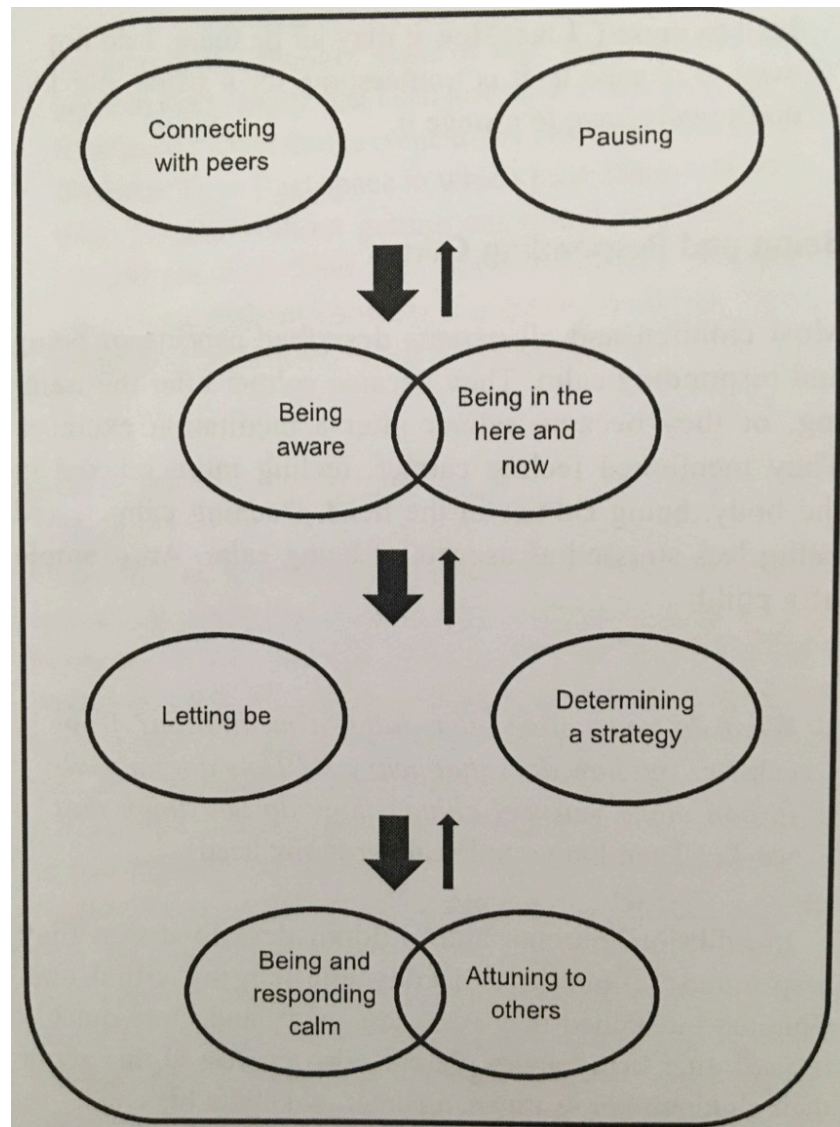 Connecting
with peers
Pausing
Being
aware
Being in the
here and
now
Letting be
Determining
a strategy
Being and
responding
calm
Attuning to
others